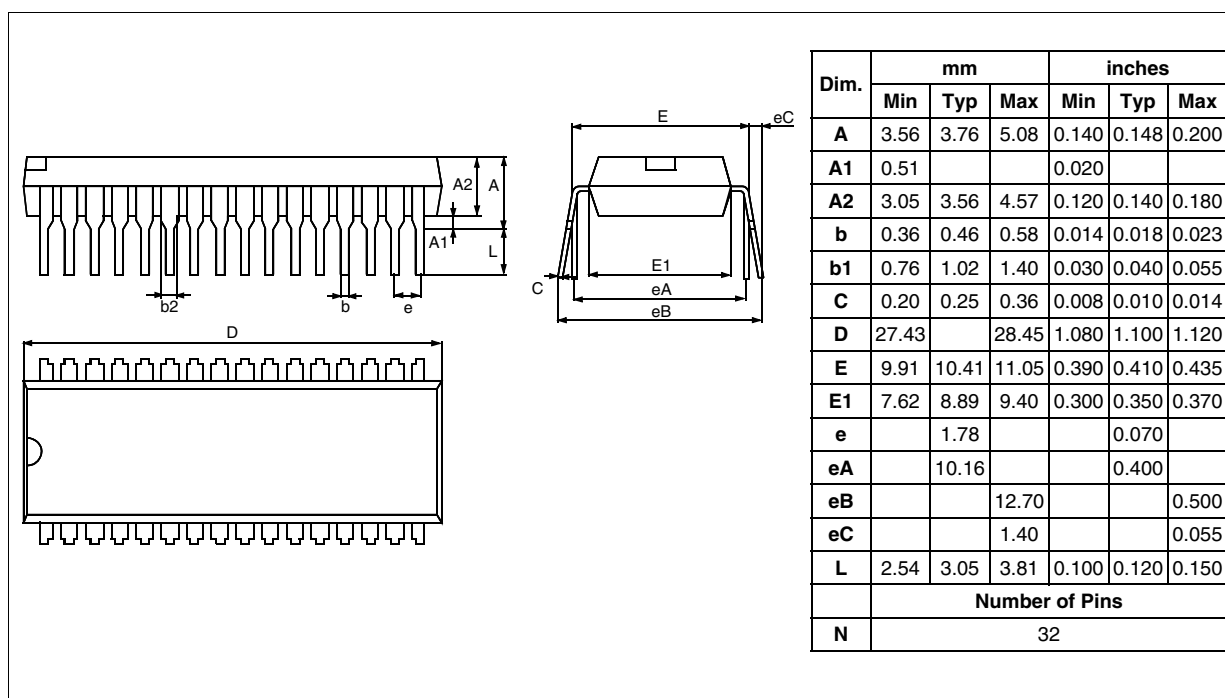 E
eC
A2
A
A1
L
E1
C
eA
eB
b2
b
e
D
Dim. mm inches
Min Typ Max Min Typ Max
A 3.56 3.76 5.08 0.140 0.148 0.200
A1 0.51 0.020
A2 3.05 3.56 4.57 0.120 0.140 0.180
b 0.36 0.46 0.58 0.014 0.018 0.023
b1 0.76 1.02 1.40 0.030 0.040 0.055
C 0.20 0.25 0.36 0.008 0.010 0.014
D 27.43 28.45 1.080 1.100 1.120
E 9.91 10.41 11.05 0.390 0.410 0.435
E1 7.62 8.89 9.40 0.300 0.350 0.370
e 1.78 0.070
eA 10.16 0.400
eB 12.70 0.500
eC 1.40 0.055
L 2.54 3.05 3.81 0.100 0.120 0.150
Number of Pins
N 32